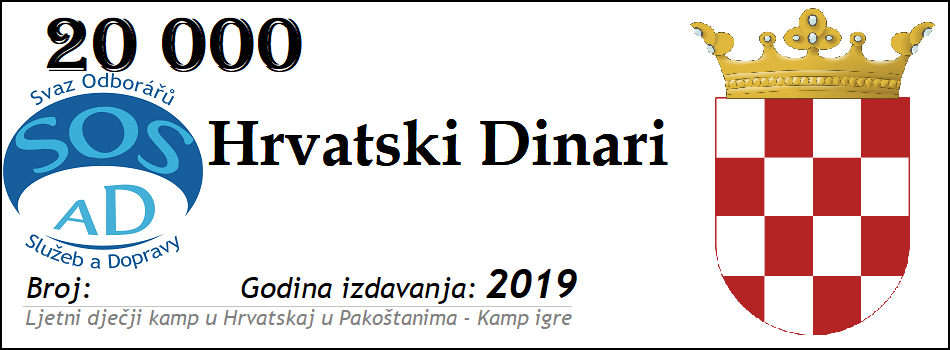 20 000
Svaz Odborářů
SOS
AD
Služeb a Dopravy
Hrvatski Dinari
Broj: Godina izdavanja: 2019
Ljetni dječji kamp u Hrvatskaj u Pakoštanima - Kamp igre